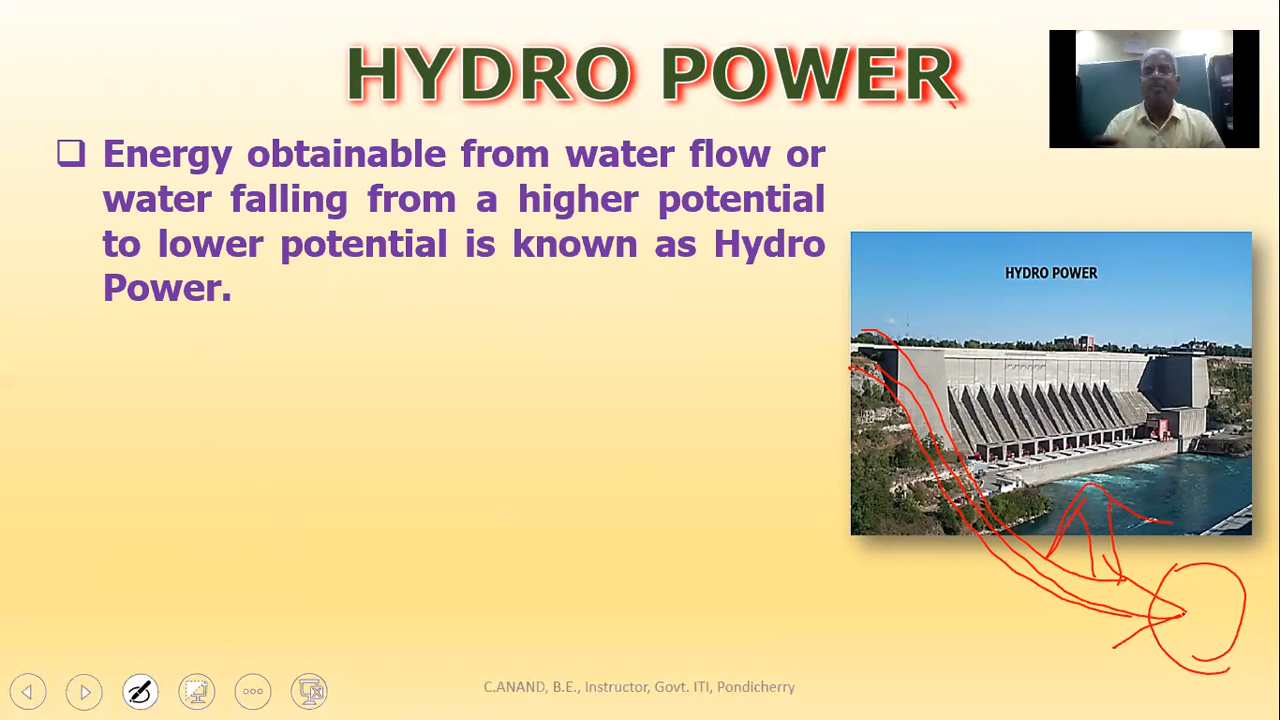 HYDRO POWER
❑ Energy obtainable from water flow or
water falling from a higher potential
to lower potential is known as Hydro
Power.
HYDRO POWER
C.ANAND, B.E., Instructor, Govt. ITI, Pondicherry